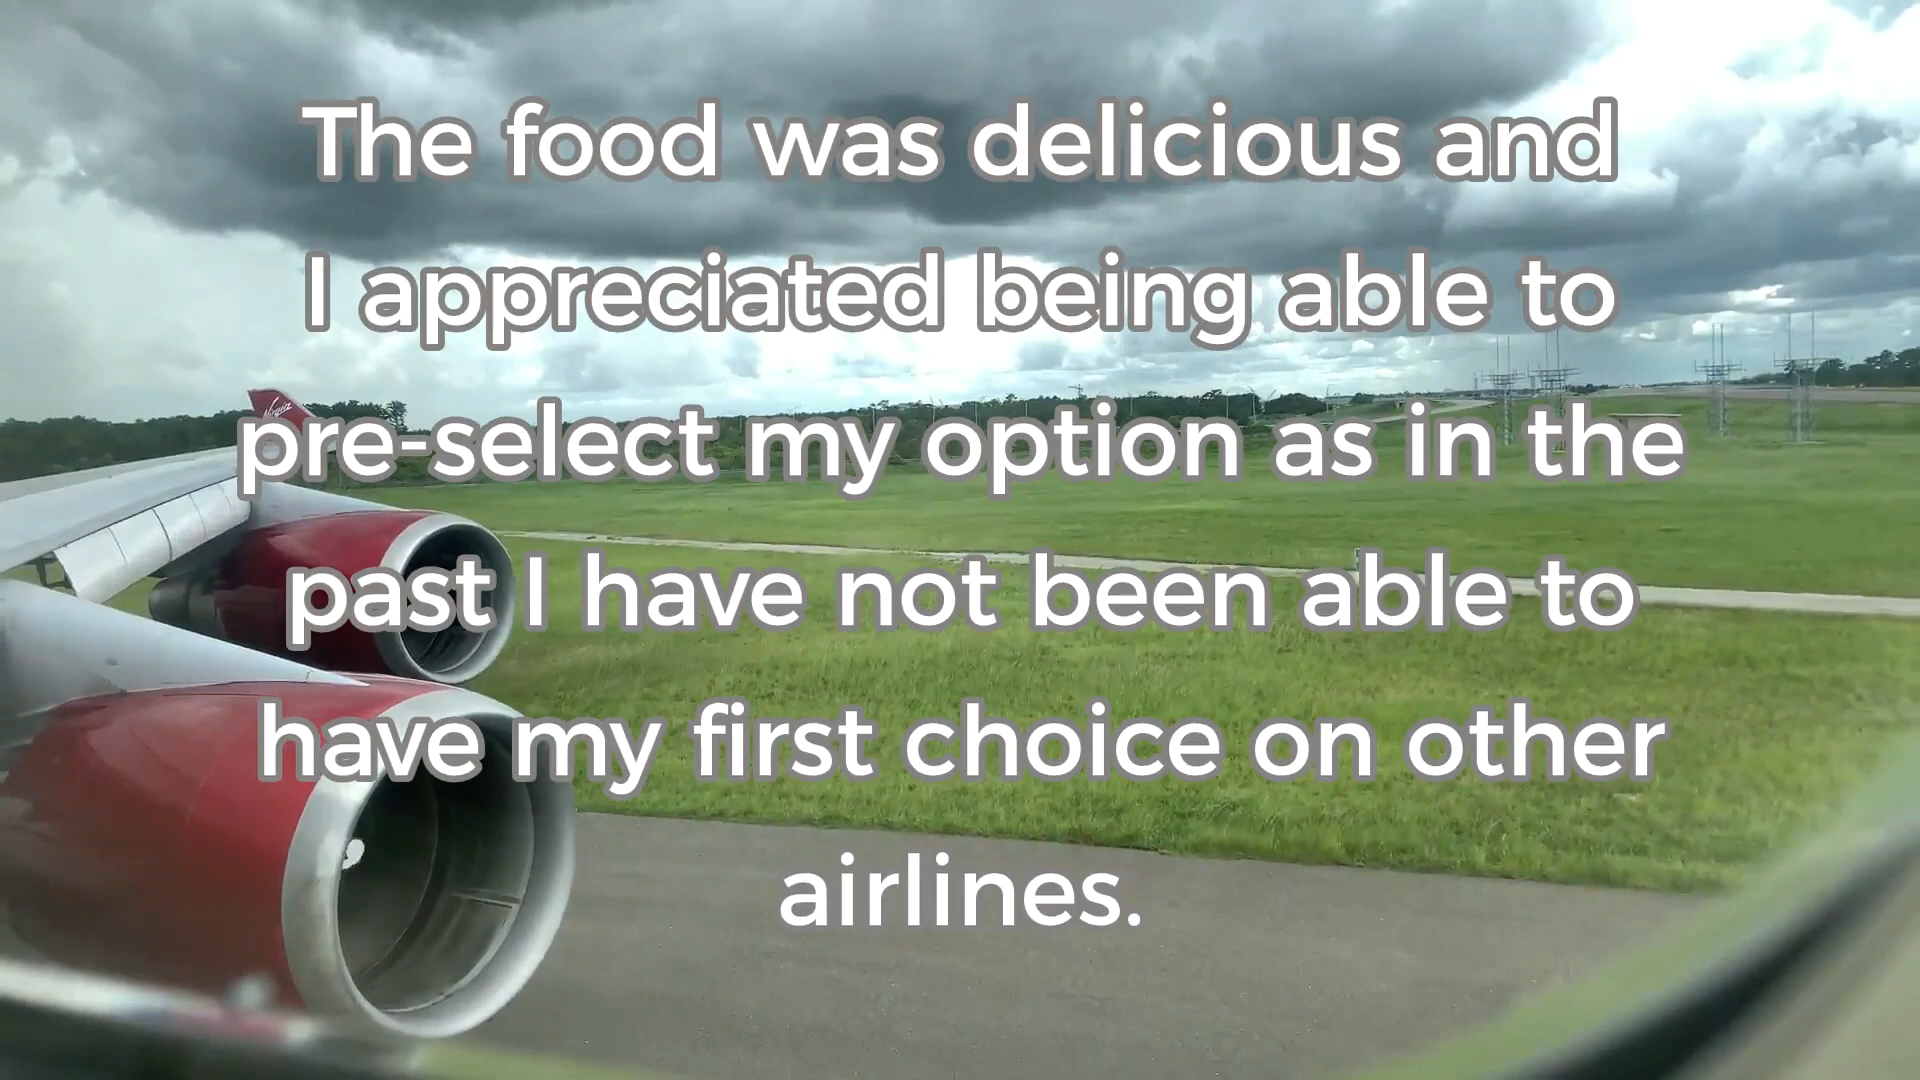 The food was delicious and
I appreciated being able to
Virgin
pre-select my option as in the
past I have not been able to
have my first choice on other
airlines.